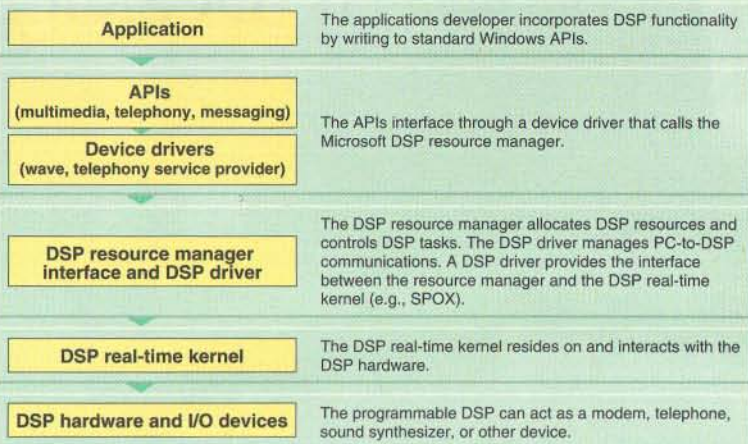 Application
The applications developer incorporates DSP functionality
by writing to standard Windows APIs.
APIs
(multimedia, telephony, messaging)
Device drivers
(wave, telephony service provider)
The APIs interface through a device driver that calls the
Microsoft DSP resource manager.
DSP resource manager
interface and DSP driver
The DSP resource manager allocates DSP resources and
controls DSP tasks. The DSP driver manages PC-to-DSP
communications. A DSP driver provides the interface
between the resource manager and the DSP real-time
kernel (e.g., SPOX).
DSP real-time kernel
The DSP real-time kernel resides on and interacts with the
DSP hardware.
DSP hardware and I/O devices
The programmable DSP can act as a modem, telephone,
sound synthesizer, or other device.